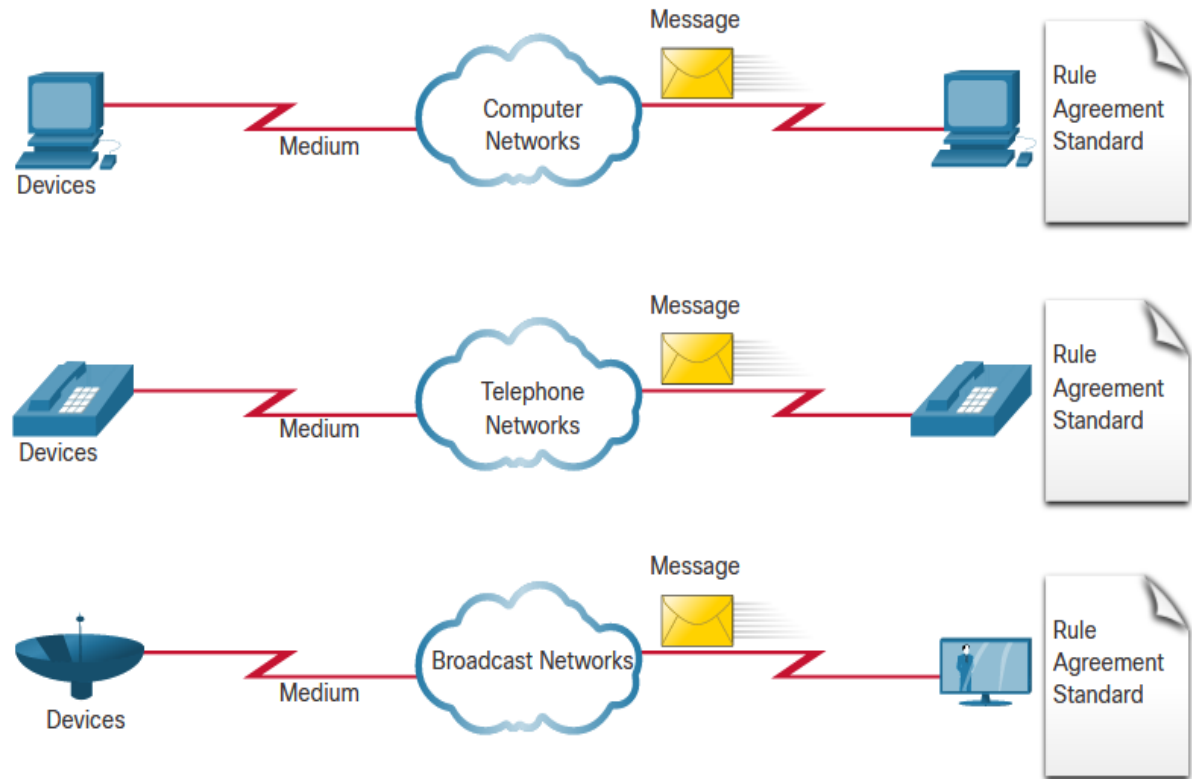 Message
Rule
Agreement
Standard
Computer
Networks
Medium
Devices
Message
Rule
Agreement
Standard
Telephone
Networks
Medium
Devices
Message
Rule
Agreement
Standard
Broadcast Networks
Medium
Devices